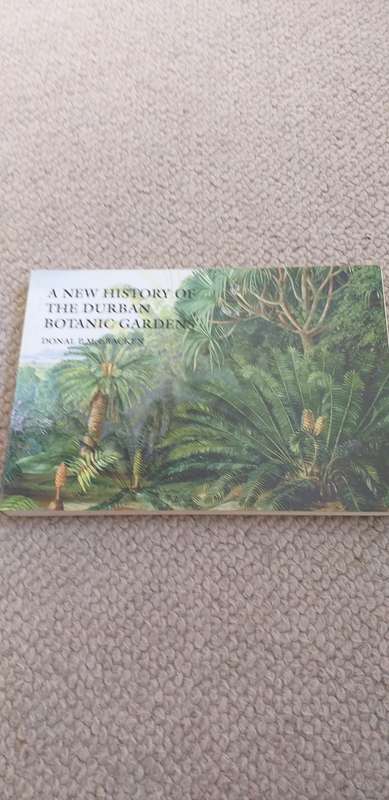 A NEW HISTORY OF
THE DURBAN
BOTANIC GARDENS
DONAL P. McCRACKEN